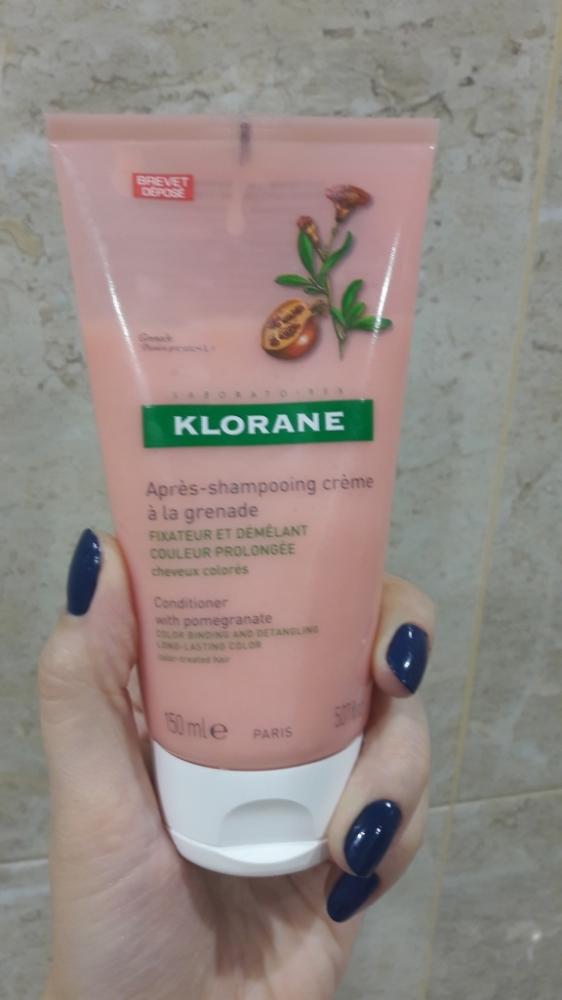 BREVET
DÉPOSÉ
Grenade
LABORATOIRES
KLORANE
Après-shampooing crème
à la grenade
FIXATEUR ET DÉMÊLANT
COULEUR PROLONGÉE
cheveux colorés
Conditioner
with pomegranate
COLOR BINDING AND DETANGLING
LONG-LASTING COLOR
color-treated hair
150 ml e PARIS